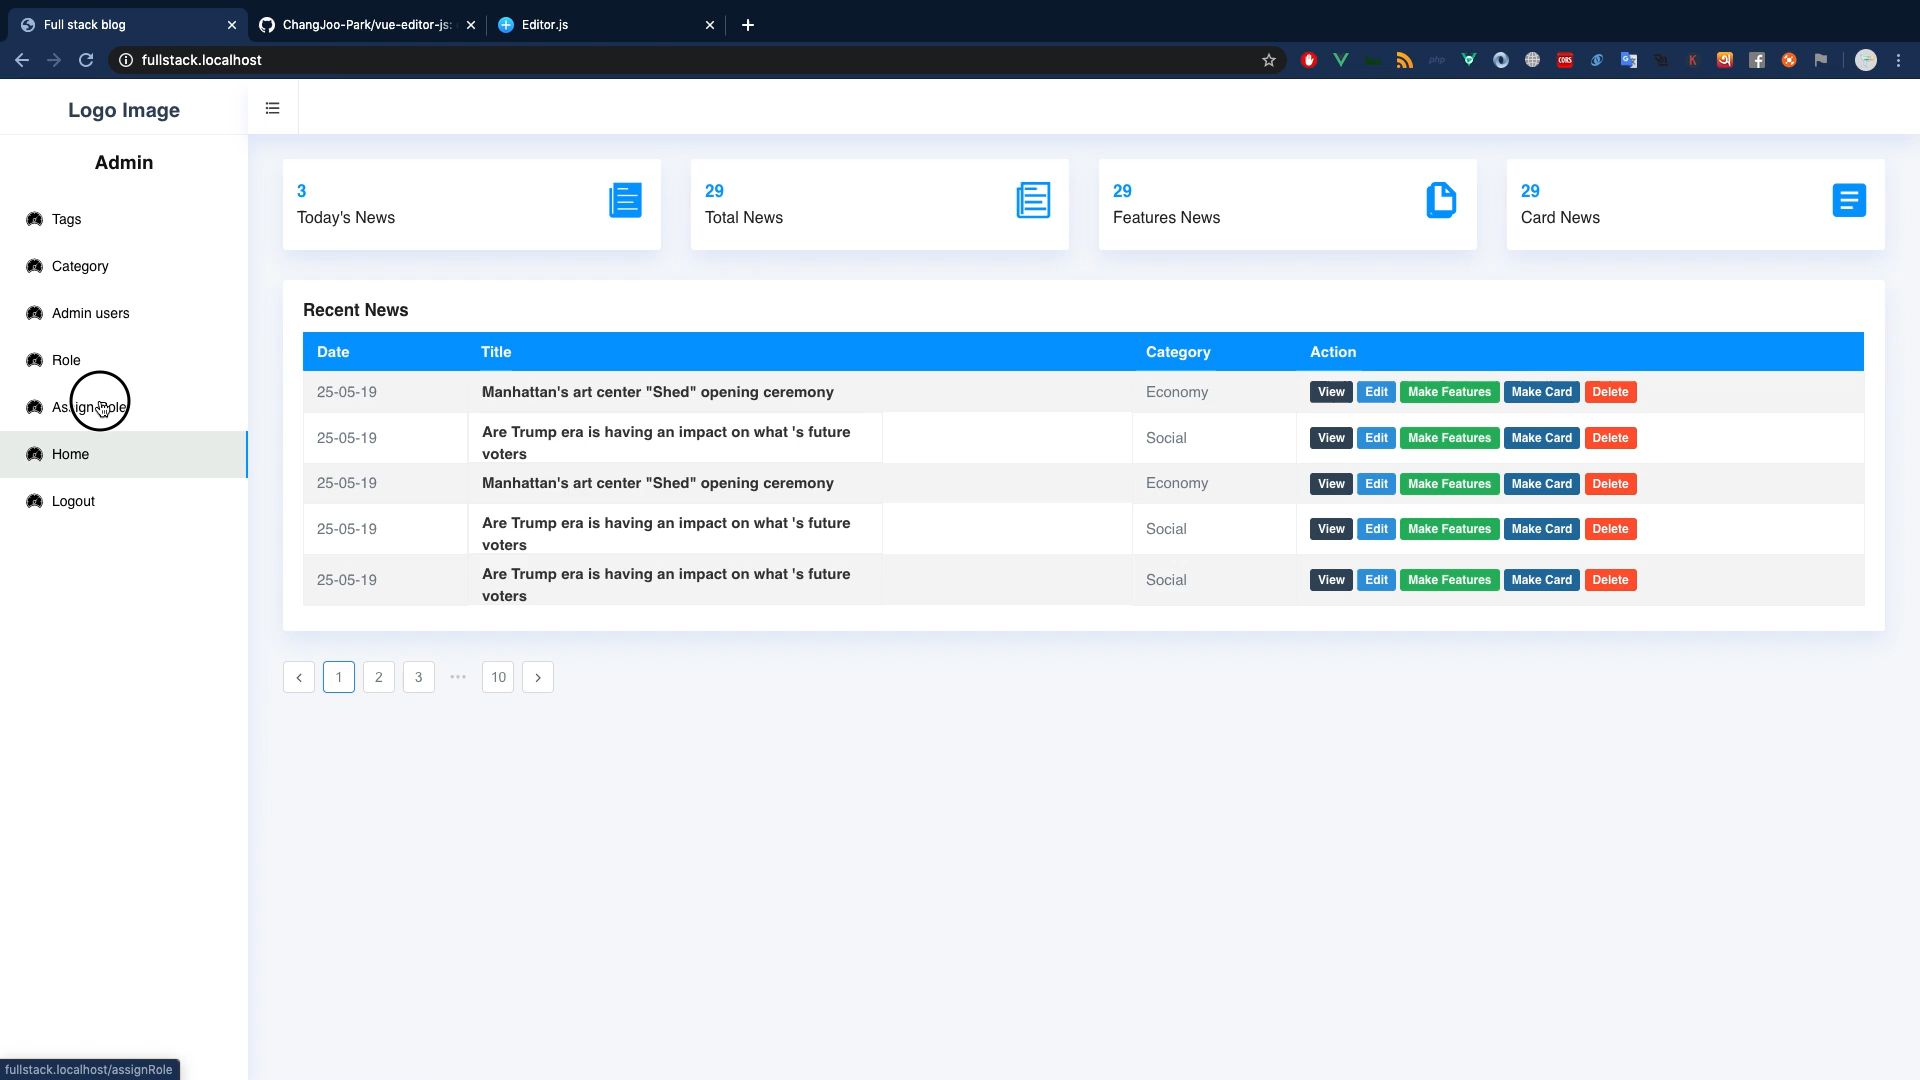 Full stack blog
ChangJoo-Park/vue-editor-js:
Editor.js
fullstack.localhost
Logo Image
Admin
Tags
Category
Admin users
Role
Home
Logout
3
Today's News
29
Total News
29
Features News
29
Card News
Recent News
Date Title Category Action
25-05-19 Manhattan's art center "Shed" opening ceremony Economy View Edit Make Features Make Card Delete
25-05-19 Are Trump era is having an impact on what 's future
voters Social View Edit Make Features Make Card Delete
25-05-19 Manhattan's art center "Shed" opening ceremony Economy View Edit Make Features Make Card Delete
25-05-19 Are Trump era is having an impact on what 's future
voters Social View Edit Make Features Make Card Delete
25-05-19 Are Trump era is having an impact on what 's future
voters Social View Edit Make Features Make Card Delete
1 2 3 ••• 10
fullstack.localhost/assignRole